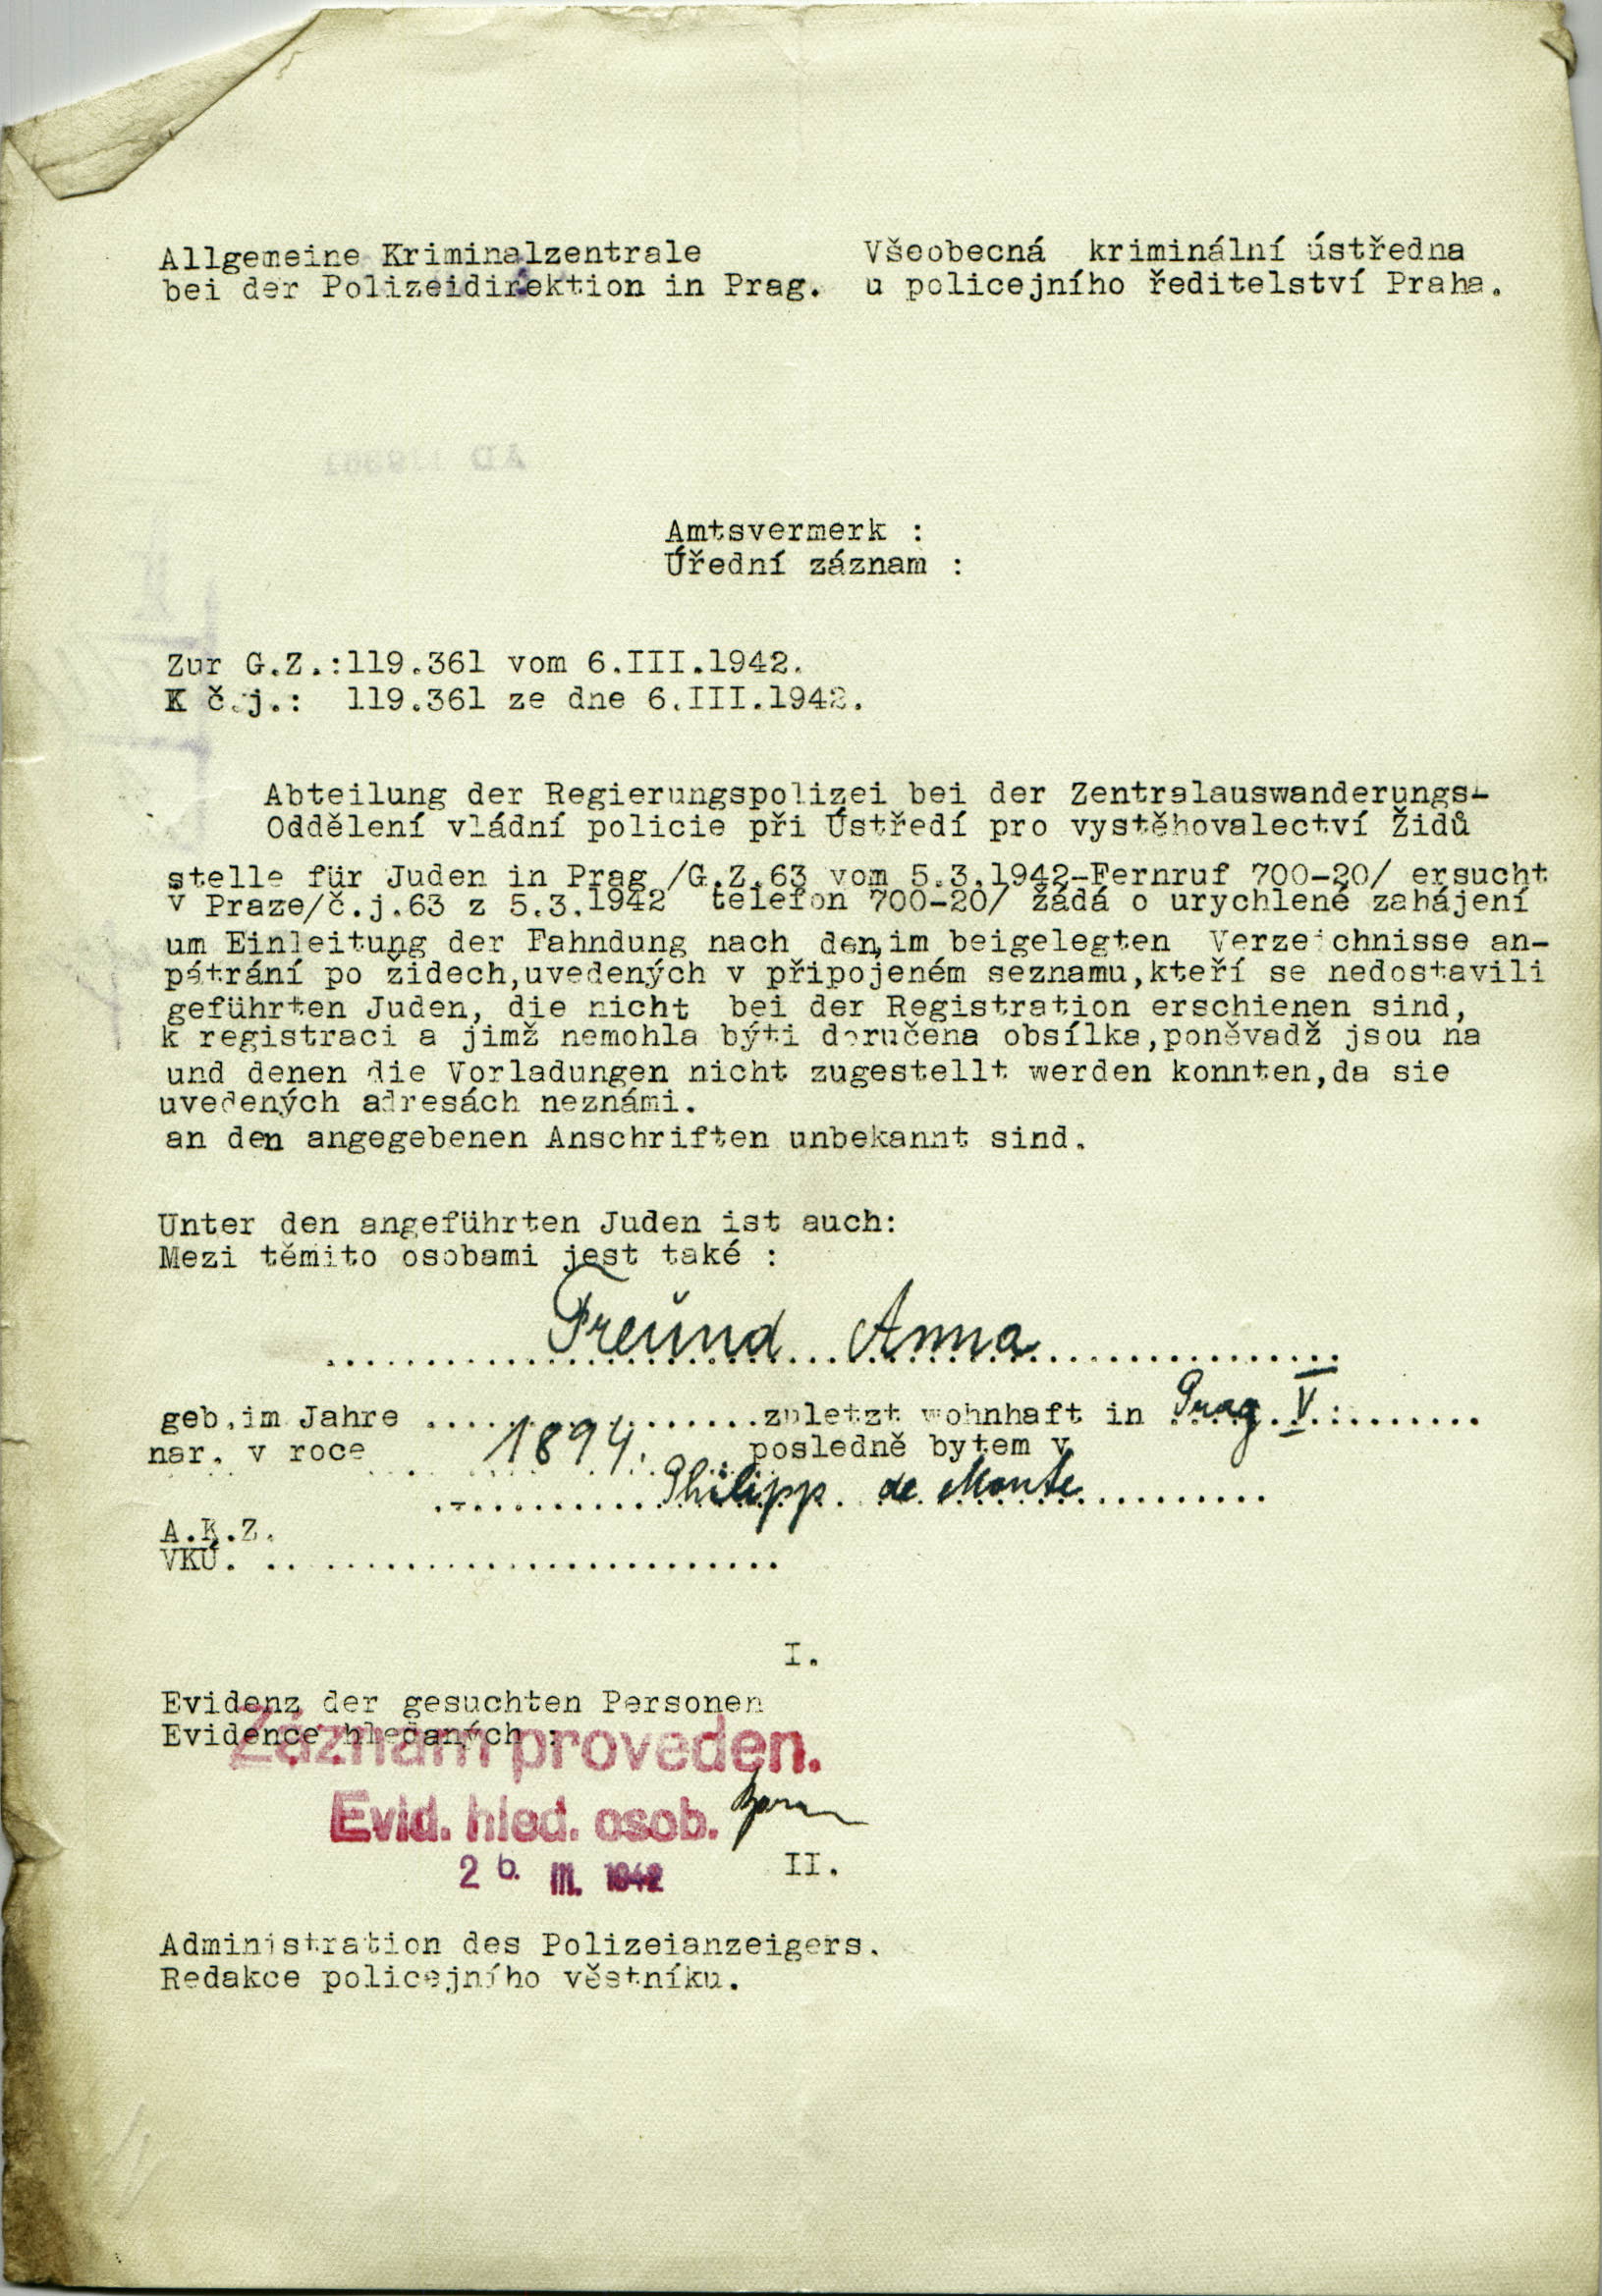 Allgemeine Kriminalzentrale
bei der Polizeidirektion in Prag.
Všeobecná kriminální ústředna
u policejního ředitelství Praha.
Amtsvermerk :
Úřední záznam :
Zur G.Z.:119.361 vom 6.III.1942.
K č.j.: 119.361 ze dne 6.III.1942.
Abteilung der Regierungspolizei bei der Zentralauswanderungs-
Oddělení vládní policie při Ústředí pro vystěhovalectví Židů
stelle für Juden in Prag /G.Z.63 vom 5.3.1942-Fernruf 700-20/ ersucht
v Praze/č.j.63 z 5.3.1942 telefon 700-20/ žádá o urychlené zahájení
um Einleitung der Fahndung nach den,im beigelegten Verzeichnisse an-
pátrání po židech,uvedených v připojeném seznamu,kteří se nedostavili
geführten Juden, die nicht bei der Registration erschienen sind,
k registraci a jimž nemohla býti doručena obsílka,poněvadž jsou na
und denen die Vorladungen nicht zugestellt werden konnten,da sie
uvedených adresách neznámi.
an den angegebenen Anschriften unbekannt sind.
Unter den angeführten Juden ist auch:
Mezi těmito osobami jest také :
Freund Anna
geb.im Jahre 1894. zuletzt wohnhaft in Prag V.
nar. v roce posledně bytem v
Philipp. de Monte
A.K.Z.
VKÚ.
I.
Evidenz der gesuchten Personen
Evidence hledaných :
Záznam proveden.
Evid. hled. osob.
26. III. 1942
II.
Administration des Polizeianzeigers.
Redakce policejního věstníku.